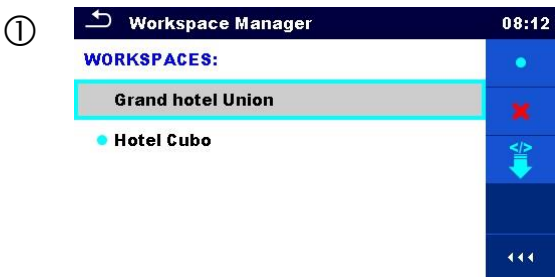 ①
Workspace Manager 08:12
WORKSPACES:
Grand hotel Union
Hotel Cubo
</>